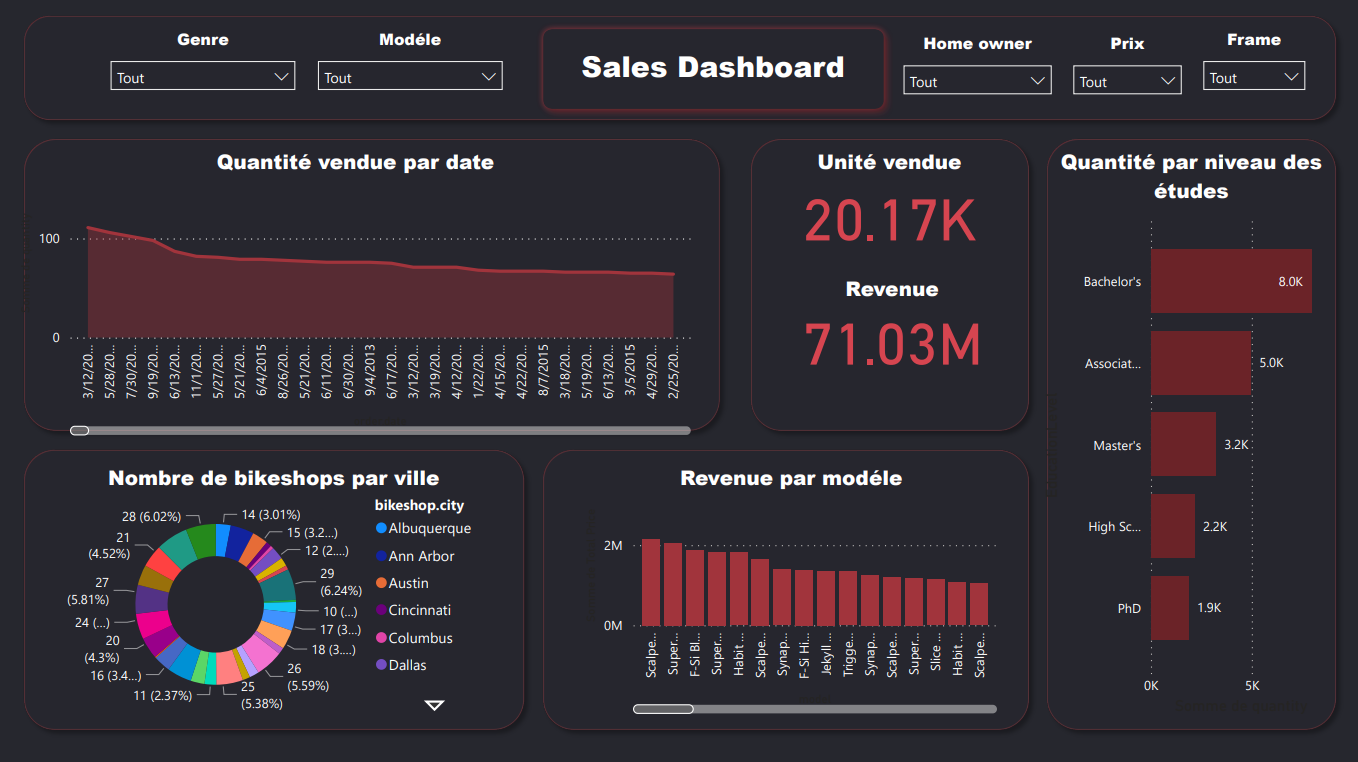 Genre
Modéle
Sales Dashboard
Home owner
Prix
Frame
Tout
Tout
Tout
Tout
Tout
Quantité vendue par date
100
0
3/12/20...
5/28/20...
7/30/20...
9/19/20...
6/13/20...
11/1/20...
5/27/20...
5/21/20...
6/4/2015
8/26/20...
5/21/20...
6/11/20...
6/30/20...
9/4/2013
6/17/20...
3/12/20...
3/19/20...
4/12/20...
1/22/20...
4/15/20...
4/22/20...
8/7/2015
3/18/20...
5/19/20...
6/13/20...
3/5/2015
4/29/20...
2/25/20...
Unité vendue
20.17K
Revenue
71.03M
Quantité par niveau des
études
Bachelor's
8.0K
Associat...
5.0K
Master's
3.2K
High Sc...
2.2K
PhD
1.9K
0K
5K
Nombre de bikeshops par ville
28 (6.02%)
14 (3.01%)
15 (3.2...)
12 (2....)
29
(6.24%)
10 (...)
17 (3...)
18 (3....)
26
(5.59%)
25
(5.38%)
11 (2.37%)
16 (3.4...)
20
(4.3%)
24 (...)
27
(5.81%)
21
(4.52%)
bikeshop.city
Albuquerque
Ann Arbor
Austin
Cincinnati
Columbus
Dallas
Revenue par modéle
2M
0M
Scalpe...
Super...
F-Si Bl...
Super...
Habit ...
Scalpe...
Synap...
F-Si Hi...
Jekyll...
Trigge...
Synap...
Scalpe...
Super...
Slice...
Habit ...
Scalpe...